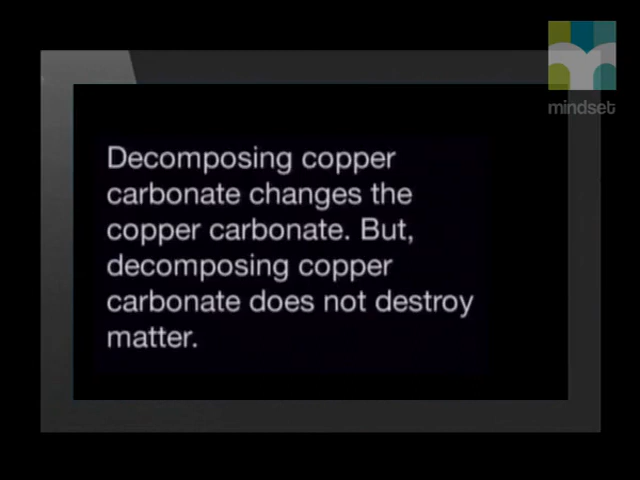 mindset
Decomposing copper
carbonate changes the
copper carbonate. But,
decomposing copper
carbonate does not destroy
matter.